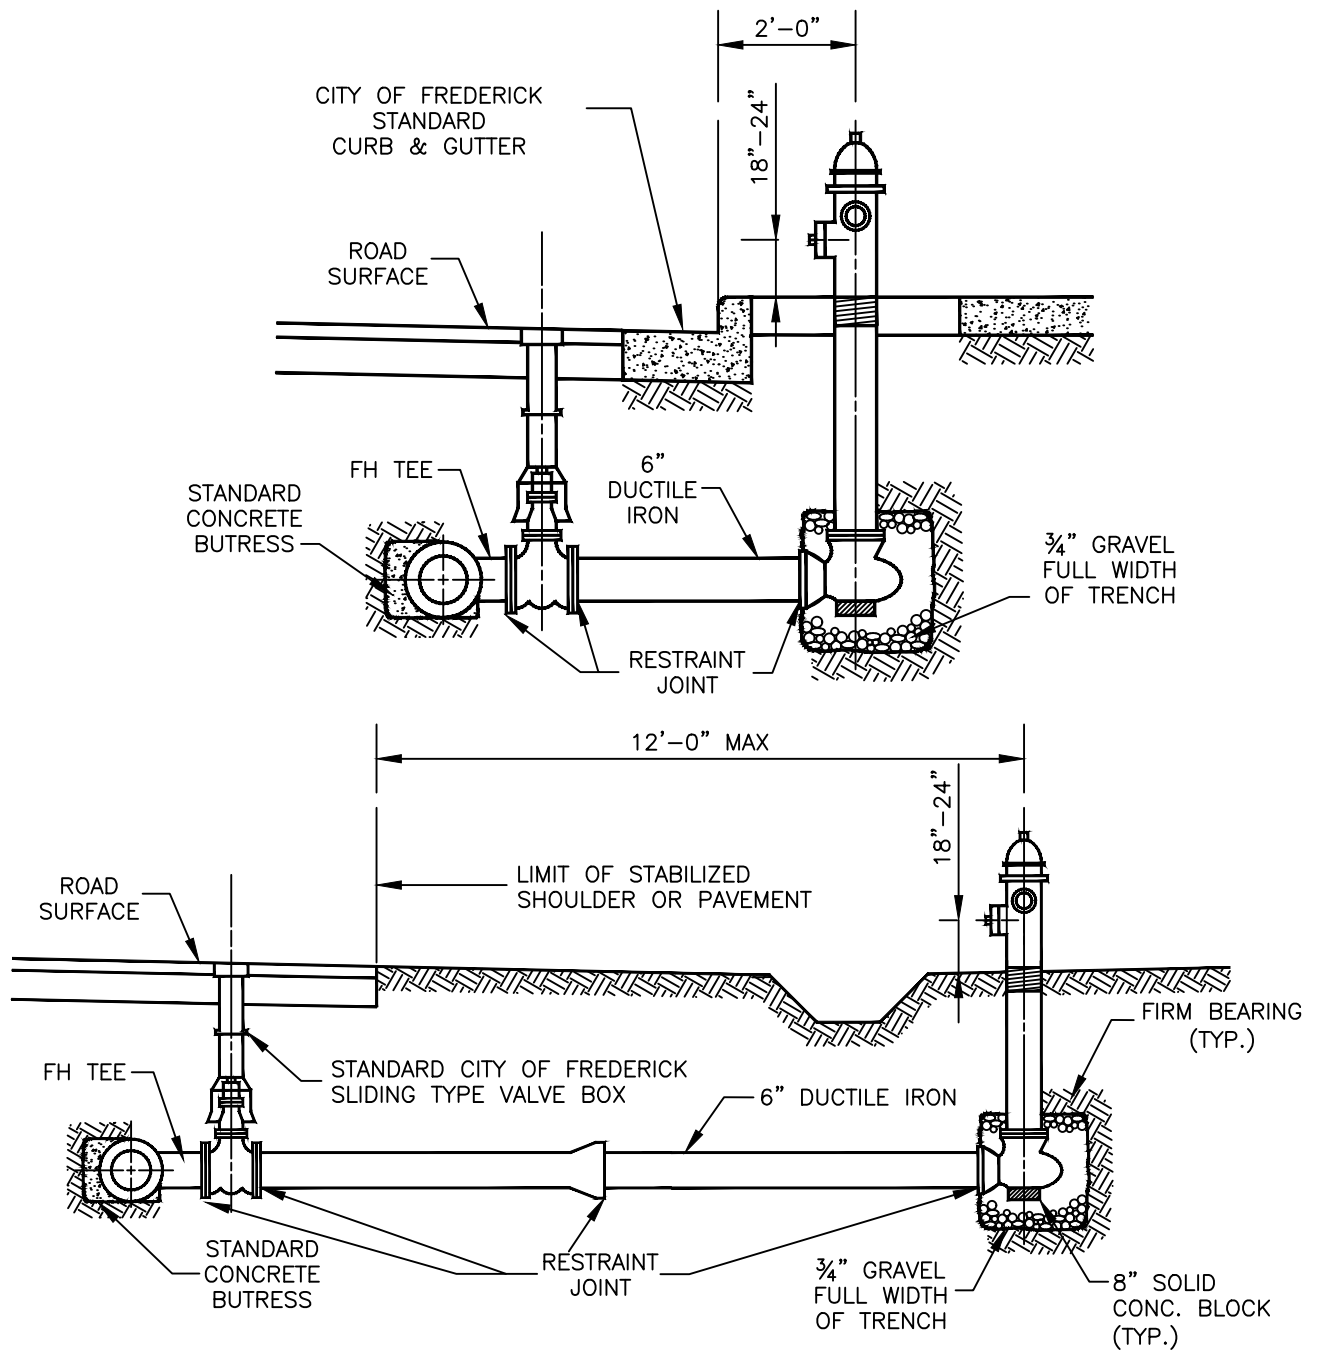 2'-0"
CITY OF FREDERICK
STANDARD
CURB & GUTTER
18"-24"
ROAD
SURFACE
FH TEE
6"
DUCTILE
IRON
STANDARD
CONCRETE
BUTRESS
¾" GRAVEL
FULL WIDTH
OF TRENCH
RESTRAINT
JOINT
12'-0" MAX
18"-24"
LIMIT OF STABILIZED
SHOULDER OR PAVEMENT
ROAD
SURFACE
FIRM BEARING
(TYP.)
FH TEE
STANDARD CITY OF FREDERICK
SLIDING TYPE VALVE BOX
6" DUCTILE IRON
STANDARD
CONCRETE
BUTRESS
RESTRAINT
JOINT
¾" GRAVEL
FULL WIDTH
OF TRENCH
8" SOLID
CONC. BLOCK
(TYP.)